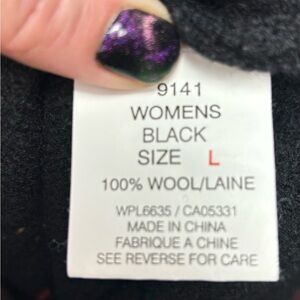 9141
WOMENS
BLACK
SIZE L
100% WOOL/LAINE
WPL6635 / CA05331
MADE IN CHINA
FABRIQUE A CHINE
SEE REVERSE FOR CARE